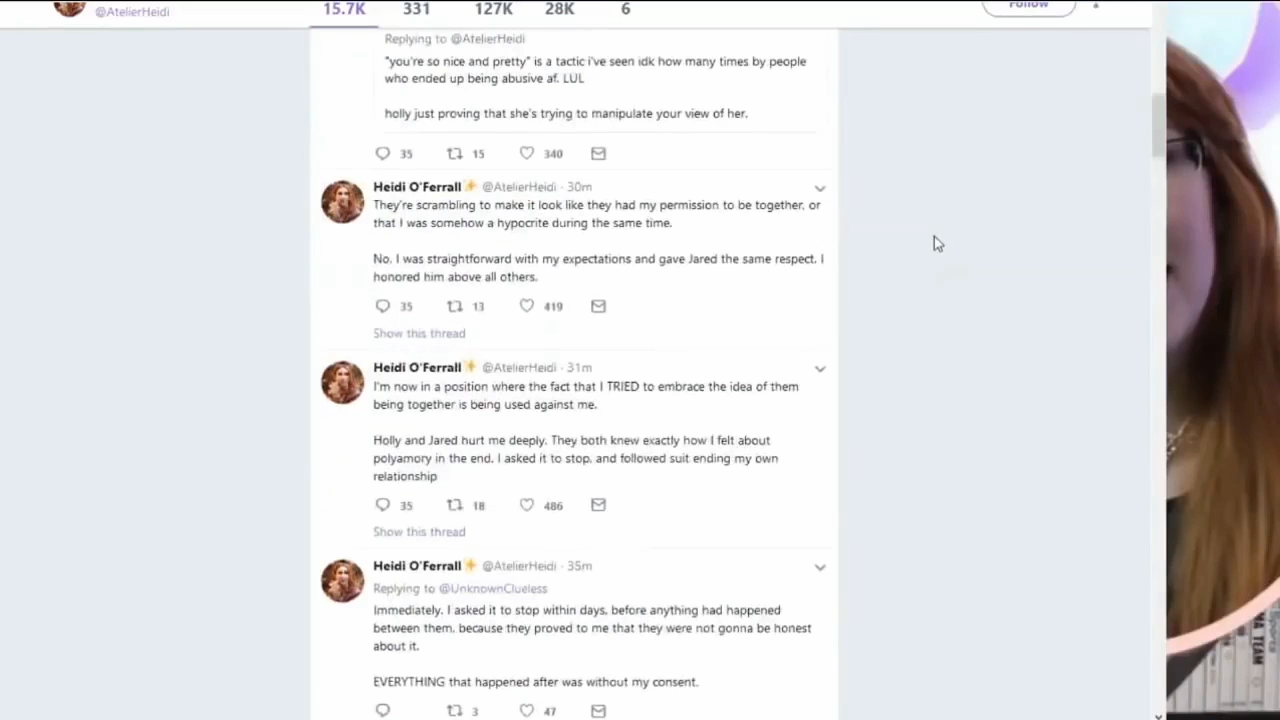 @AtelierHeidi
15.7K 331 127K 28K 6
Follow
Replying to @AtelierHeidi
"you're so nice and pretty" is a tactic i've seen idk how many times by people
who ended up being abusive af. LUL
holly just proving that she's trying to manipulate your view of her.
35 15 340
Heidi O'Ferrall @AtelierHeidi · 30m
They're scrambling to make it look like they had my permission to be together, or
that I was somehow a hypocrite during the same time.
No. I was straightforward with my expectations and gave Jared the same respect. I
honored him above all others.
35 13 419
Show this thread
Heidi O'Ferrall @AtelierHeidi · 31m
I'm now in a position where the fact that I TRIED to embrace the idea of them
being together is being used against me.
Holly and Jared hurt me deeply. They both knew exactly how I felt about
polyamory in the end. I asked it to stop, and followed suit ending my own
relationship
35 18 486
Show this thread
Heidi O'Ferrall @AtelierHeidi · 35m
Replying to @UnknownClueless
Immediately. I asked it to stop within days, before anything had happened
between them, because they proved to me that they were not gonna be honest
about it.
EVERYTHING that happened after was without my consent.
3 47